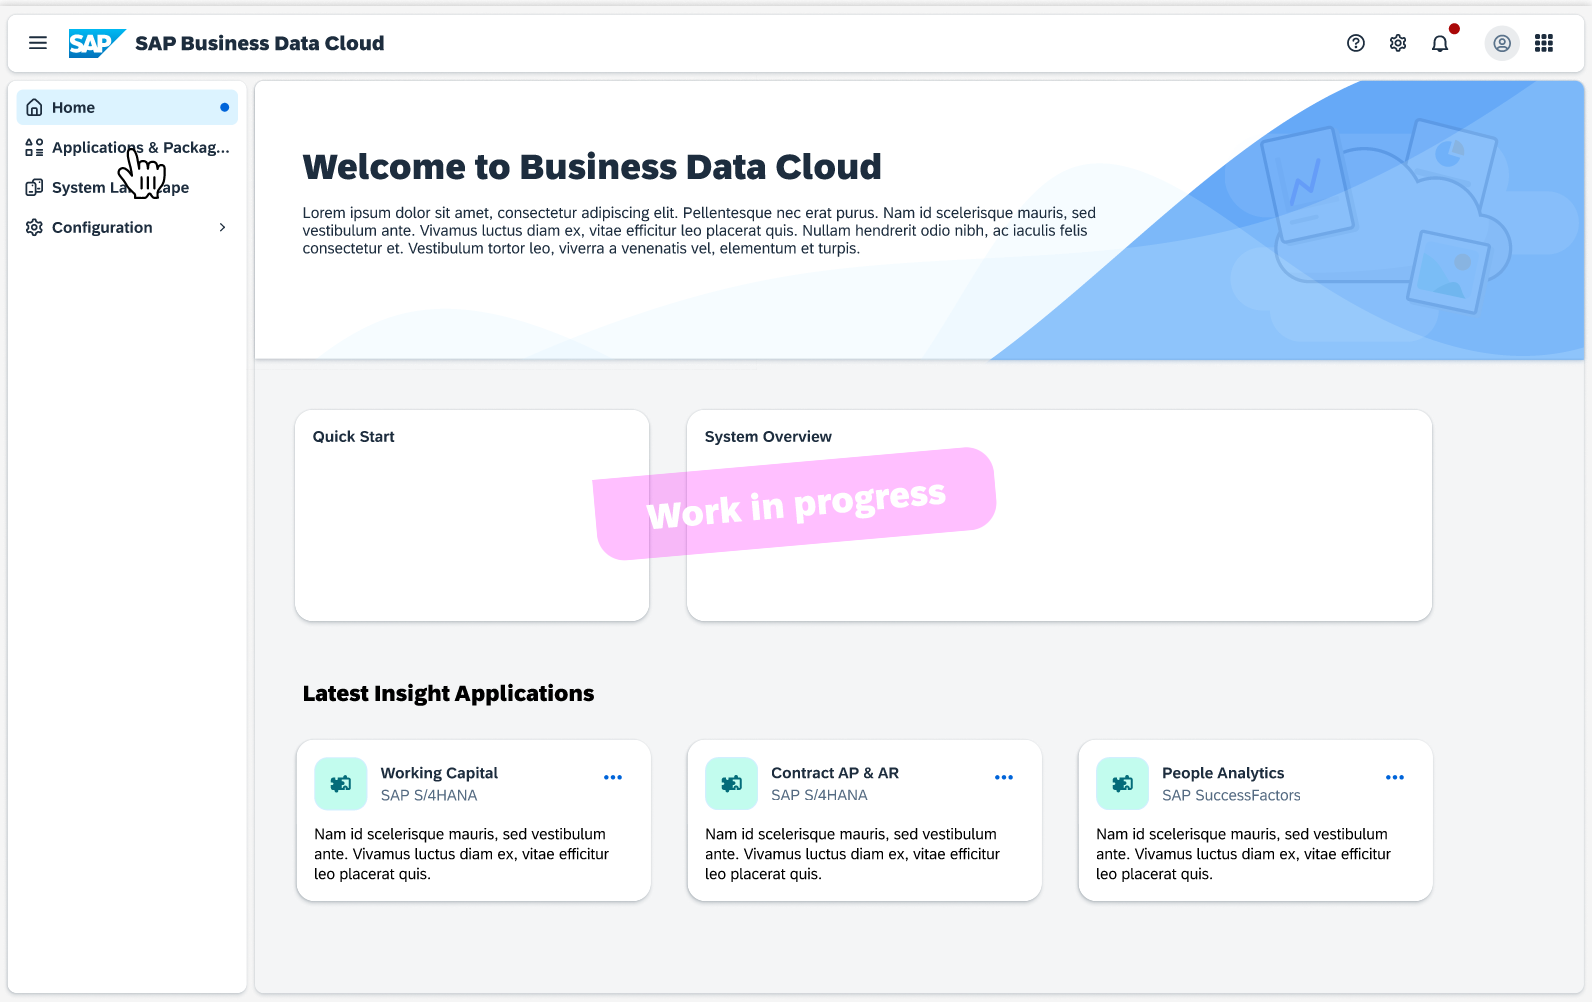 SAP SAP Business Data Cloud
Home
Applications & Packag...
System La pe
Configuration
Welcome to Business Data Cloud
Lorem ipsum dolor sit amet, consectetur adipiscing elit. Pellentesque nec erat purus. Nam id scelerisque mauris, sed
vestibulum ante. Vivamus luctus diam ex, vitae efficitur leo placerat quis. Nullam hendrerit odio nibh, ac iaculis felis
consectetur et. Vestibulum tortor leo, viverra a venenatis vel, elementum et turpis.
Quick Start
System Overview
Work in progress
Latest Insight Applications
Working Capital
SAP S/4HANA
Nam id scelerisque mauris, sed vestibulum
ante. Vivamus luctus diam ex, vitae efficitur
leo placerat quis.
Contract AP & AR
SAP S/4HANA
Nam id scelerisque mauris, sed vestibulum
ante. Vivamus luctus diam ex, vitae efficitur
leo placerat quis.
People Analytics
SAP SuccessFactors
Nam id scelerisque mauris, sed vestibulum
ante. Vivamus luctus diam ex, vitae efficitur
leo placerat quis.